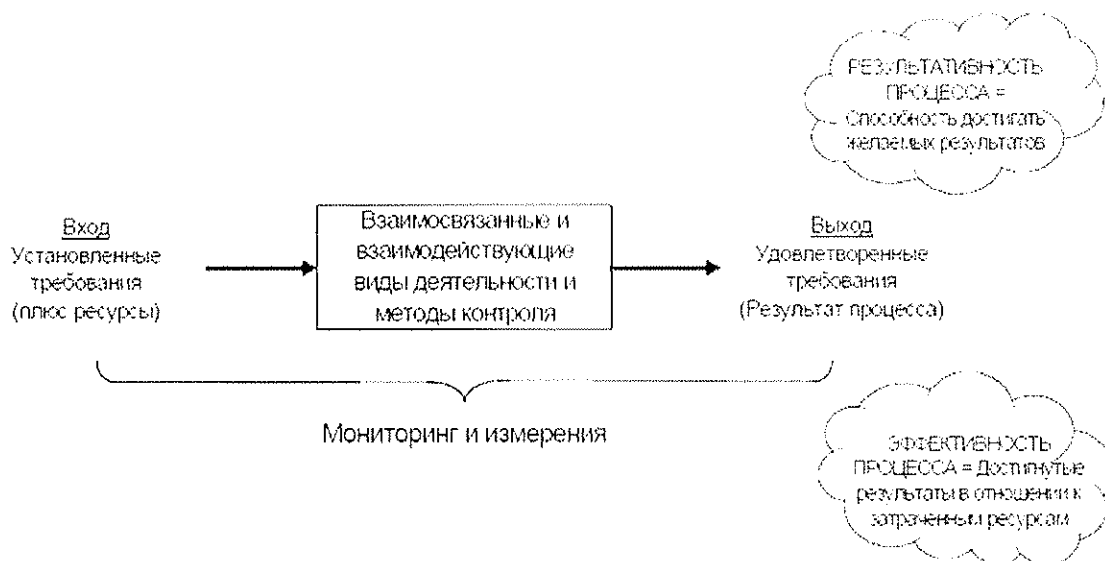 РЕЗУЛЬТАТИВНОСТЬ
ПРОЦЕССА =
Способность достигать
желаемых результатов
Вход
Установленные
требования
(плюс ресурсы)
Взаимосвязанные и
взаимодействующие
виды деятельности и
методы контроля
Выход
Удовлетворенные
требования
(Результат процесса)
Мониторинг и измерения
ЭФФЕКТИВНОСТЬ
ПРОЦЕССА = Достигнутые
результаты в отношении к
затраченным ресурсам